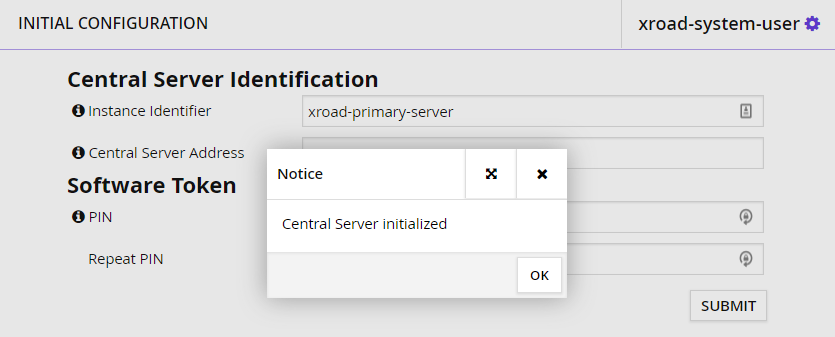 INITIAL CONFIGURATION
xroad-system-user
Central Server Identification
Instance Identifier
xroad-primary-server
Central Server Address
Notice
Software Token
Central Server initialized
PIN
Repeat PIN
OK
SUBMIT